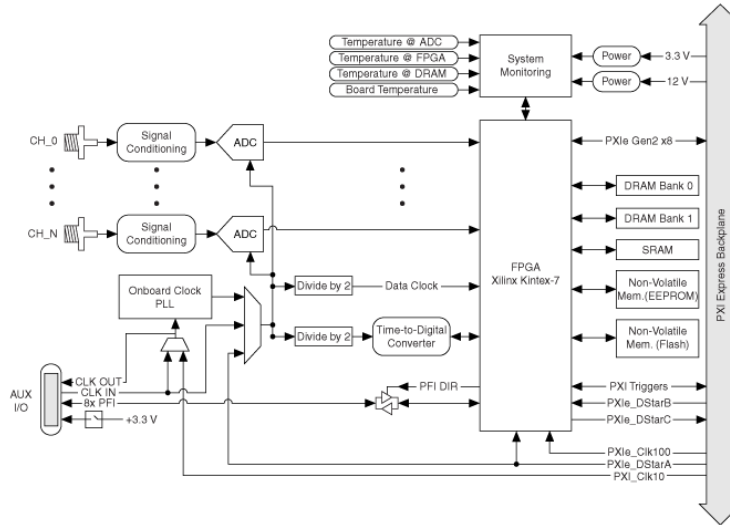 Temperature @ ADC
Temperature @ FPGA
Temperature @ DRAM
Board Temperature
System
Monitoring
Power
3.3 V
Power
12 V
CH_0
Signal
Conditioning
ADC
PXIe Gen2 x8
DRAM Bank 0
DRAM Bank 1
CH_N
Signal
Conditioning
ADC
SRAM
FPGA
Xilinx Kintex-7
Non-Volatile
Mem.(EEPROM)
Non-Volatile
Mem. (Flash)
PXI Express Backplane
Onboard Clock
PLL
Divide by 2
Data Clock
Divide by 2
Time-to-Digital
Converter
AUX
I/O
CLK OUT
CLK IN
8x PFI
+3.3 V
PFI DIR
PXI Triggers
PXIe_DStarB
PXIe_DStarC
PXIe_Clk100
PXIe_DStarA
PXI_Clk10